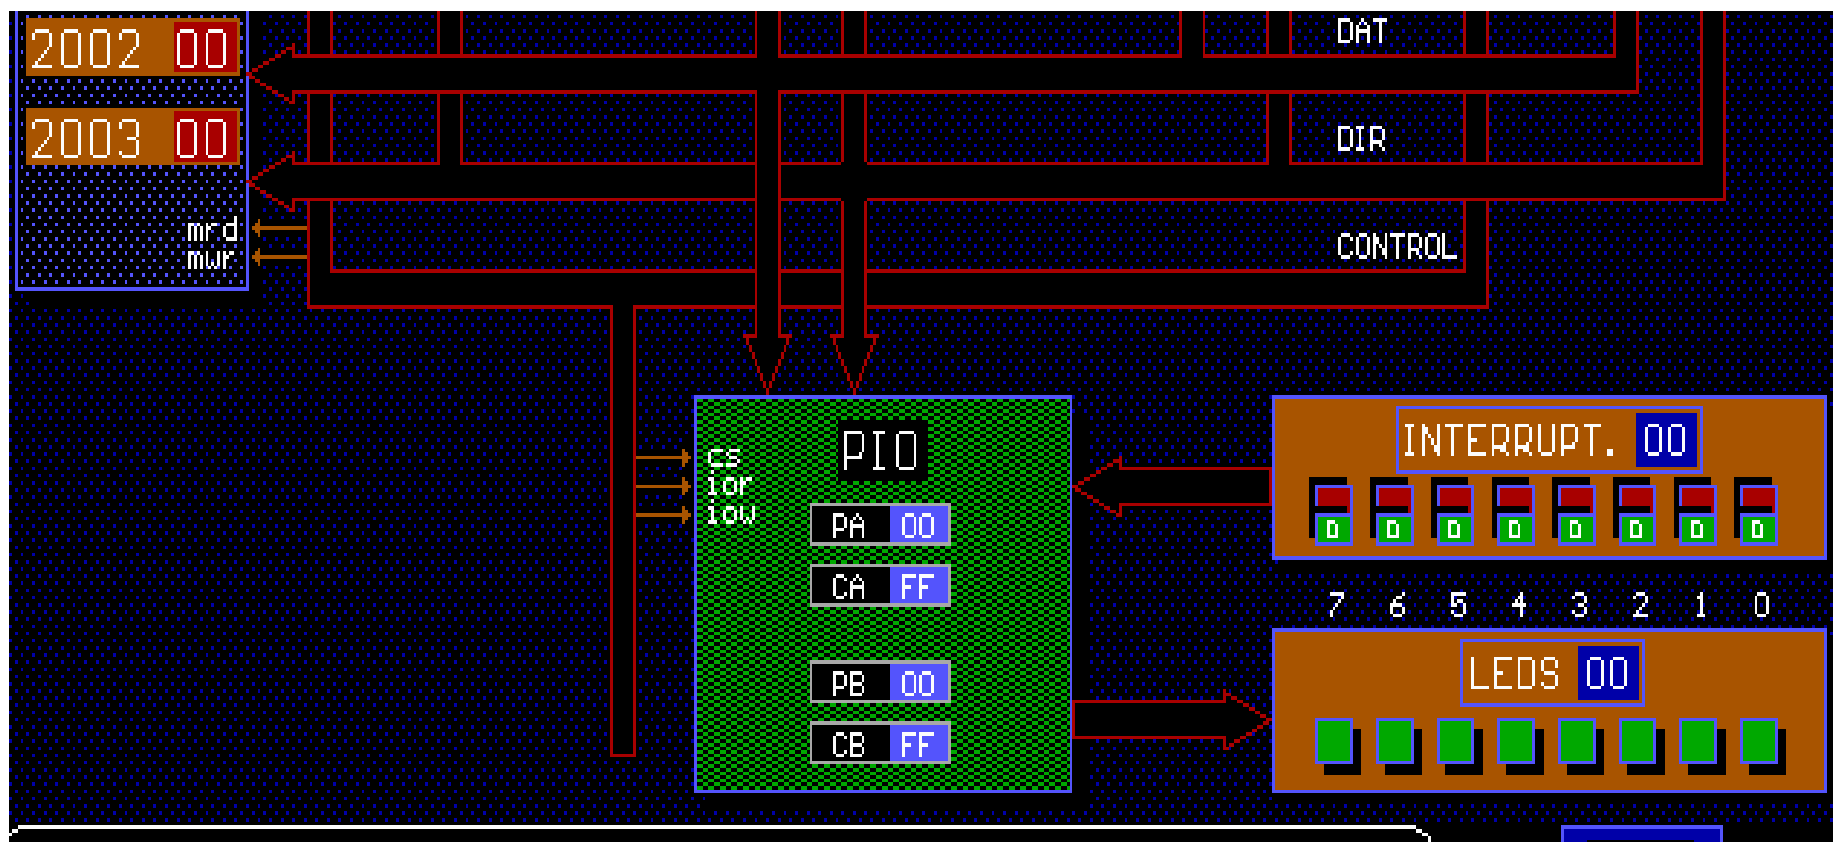 2002 00
DAT
2003 00
DIR
mrd
mwr
CONTROL
PIO
cs
ior
iow
PA 00
CA FF
PB 00
CB FF
INTERRUPT. 00
0 0 0 0 0 0 0 0
7 6 5 4 3 2 1 0
LEDS 00